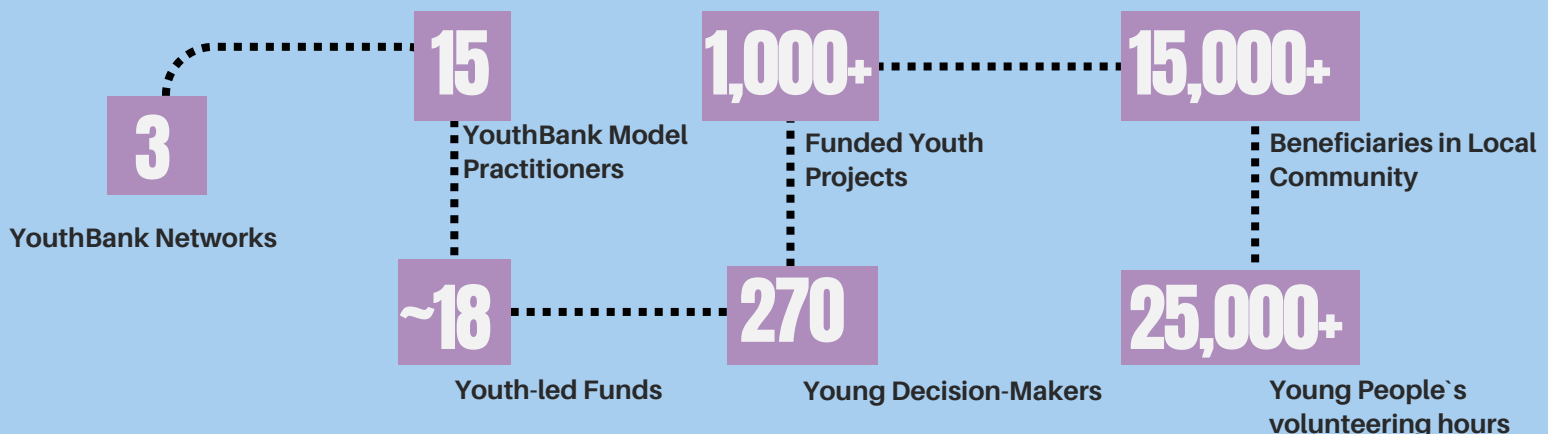 3
YouthBank Networks
15
YouthBank Model
Practitioners
~18
Youth-led Funds
270
Young Decision-Makers
1,000+
Funded Youth
Projects
15,000+
Beneficiaries in Local
Community
25,000+
Young People`s
volunteering hours